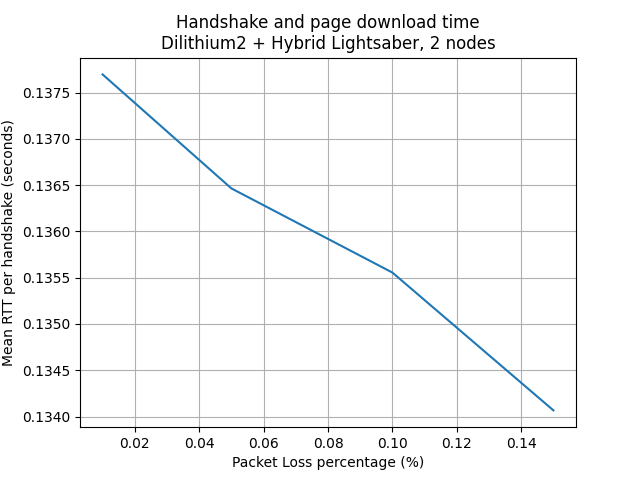 Handshake and page download time
Dilithium2 + Hybrid Lightsaber, 2 nodes
Mean RTT per handshake (seconds)
0.1375
0.1370
0.1365
0.1360
0.1355
0.1350
0.1345
0.1340
0.02 0.04 0.06 0.08 0.10 0.12 0.14
Packet Loss percentage (%)